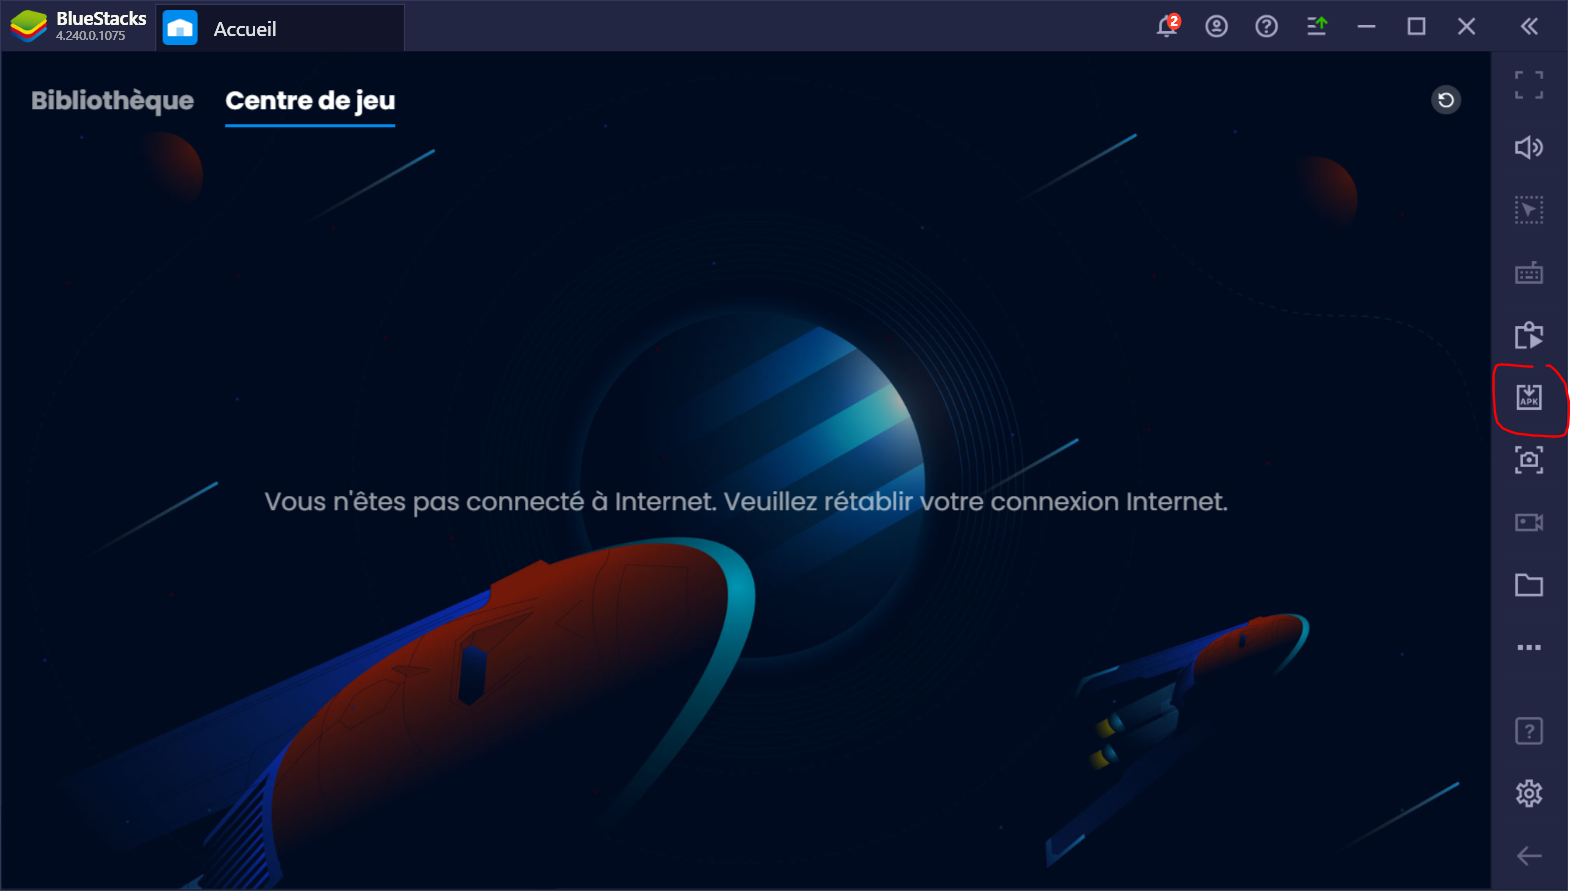 BlueStacks
4.240.0.1075
Accueil
2
Bibliothèque
Centre de jeu
APK
Vous n'êtes pas connecté à Internet. Veuillez rétablir votre connexion Internet.